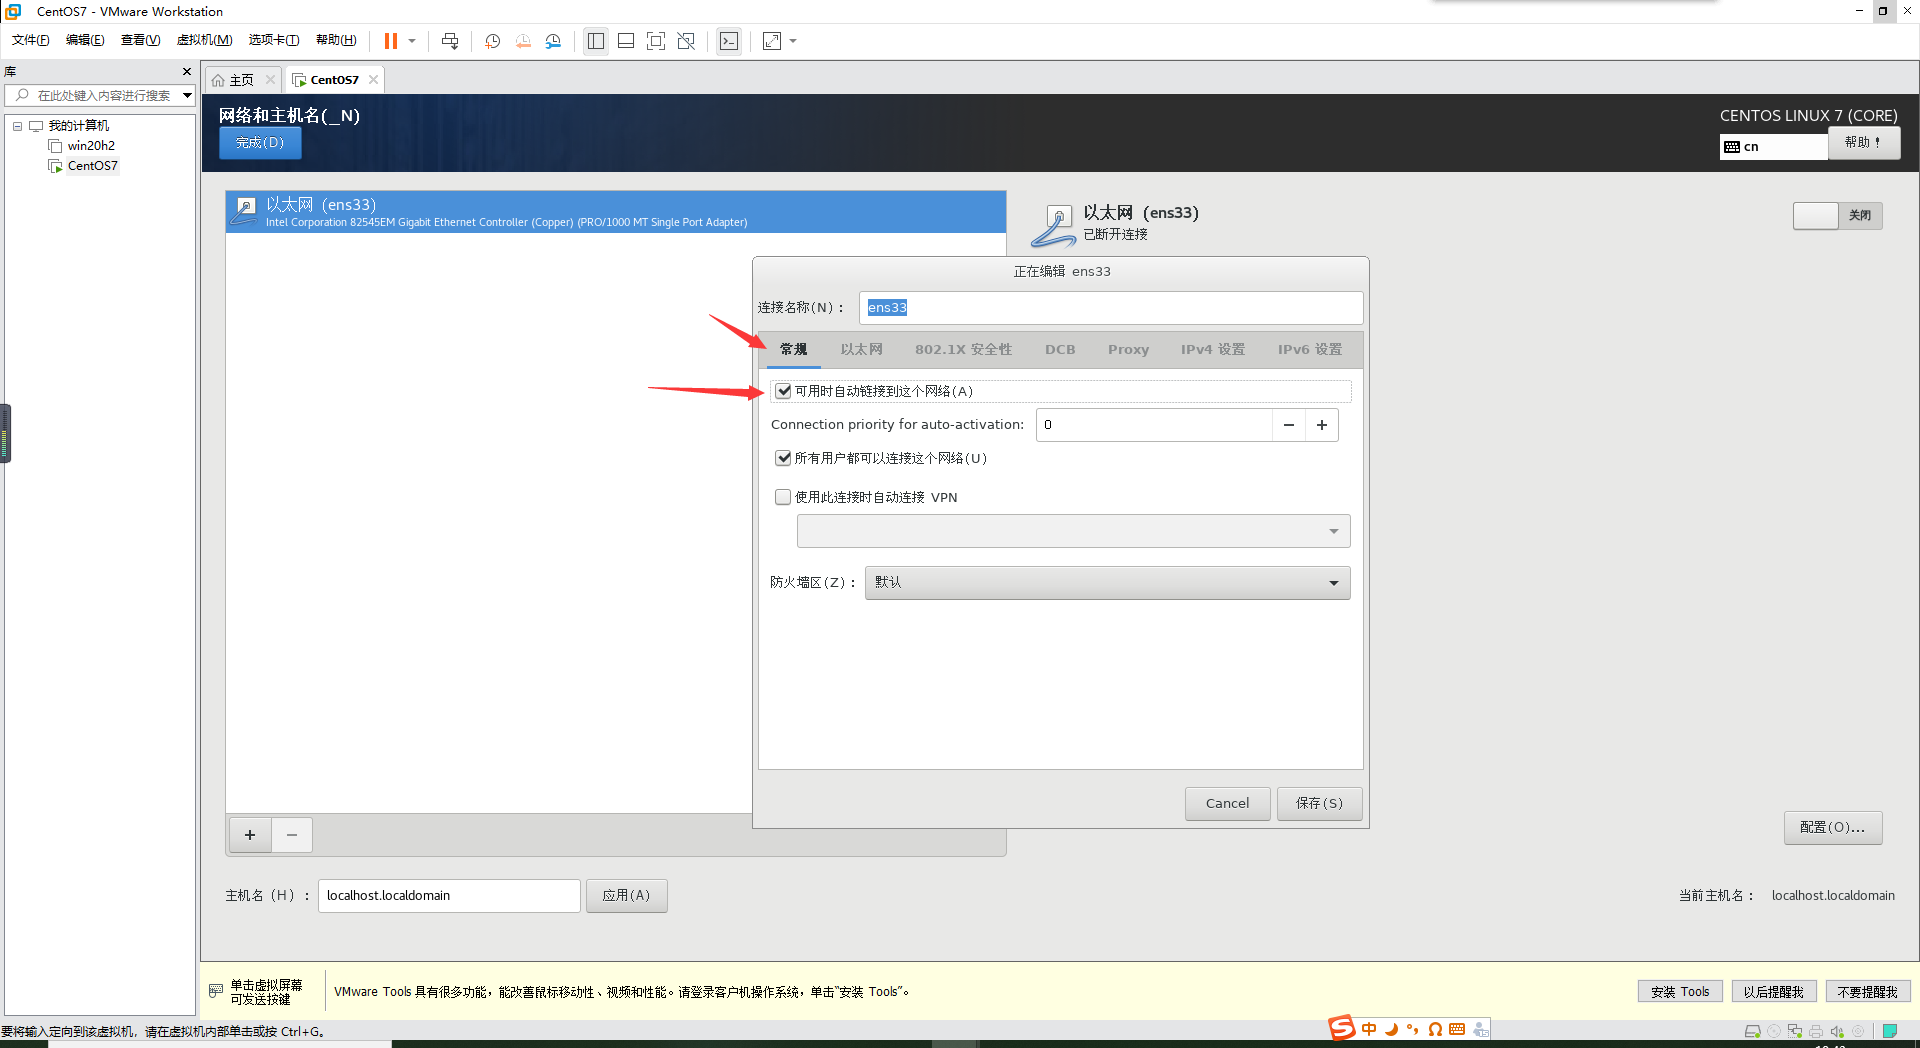 CentOS7 - VMware Workstation
文件(F) 编辑(E) 查看(V) 虚拟机(M) 选项卡(T) 帮助(H)
库
在此处键入内容进行搜索
我的计算机
win20h2
CentOS7
主页 CentOS7
网络和主机名(_N)
完成(D)
CENTOS LINUX 7 (CORE)
cn
帮助！
以太网（ens33）
Intel Corporation 82545EM Gigabit Ethernet Controller (Copper) (PRO/1000 MT Single Port Adapter)
以太网（ens33）
已断开连接
关闭
正在编辑 ens33
连接名称(N)： ens33
常规 以太网 802.1X 安全性 DCB Proxy IPv4 设置 IPv6 设置
可用时自动链接到这个网络(A)
Connection priority for auto-activation: 0 − +
所有用户都可以连接这个网络(U)
使用此连接时自动连接 VPN
防火墙区(Z)： 默认
Cancel 保存(S)
+ −
配置(O)...
主机名（H）： localhost.localdomain 应用(A)
当前主机名： localhost.localdomain
单击虚拟屏幕
可发送按键
VMware Tools 具有很多功能，能改善鼠标移动性、视频和性能。请登录客户机操作系统，单击“安装 Tools”。
安装 Tools 以后提醒我 不要提醒我
要将输入定向到该虚拟机，请在虚拟机内部单击或按 Ctrl+G。
S 中